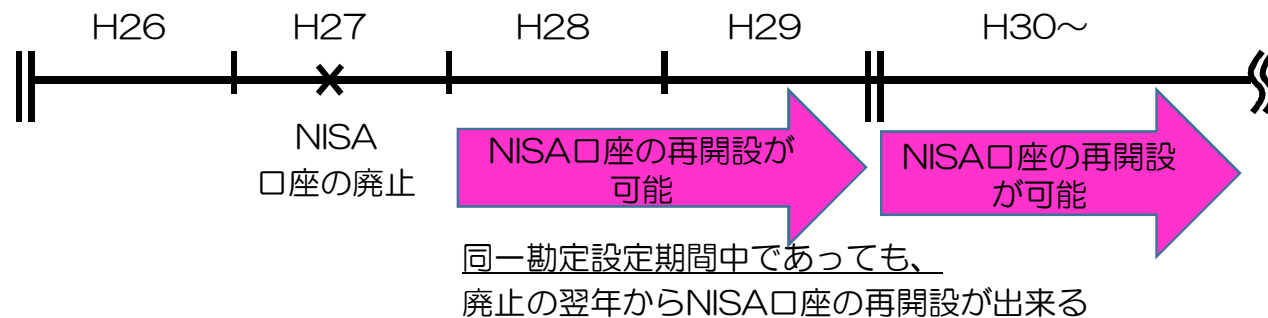 H26 H27 H28 H29 H30～
NISA
口座の廃止
NISA口座の再開設が
可能
NISA口座の再開設
が可能
同一勘定設定期間中であっても、
廃止の翌年からNISA口座の再開設が出来る